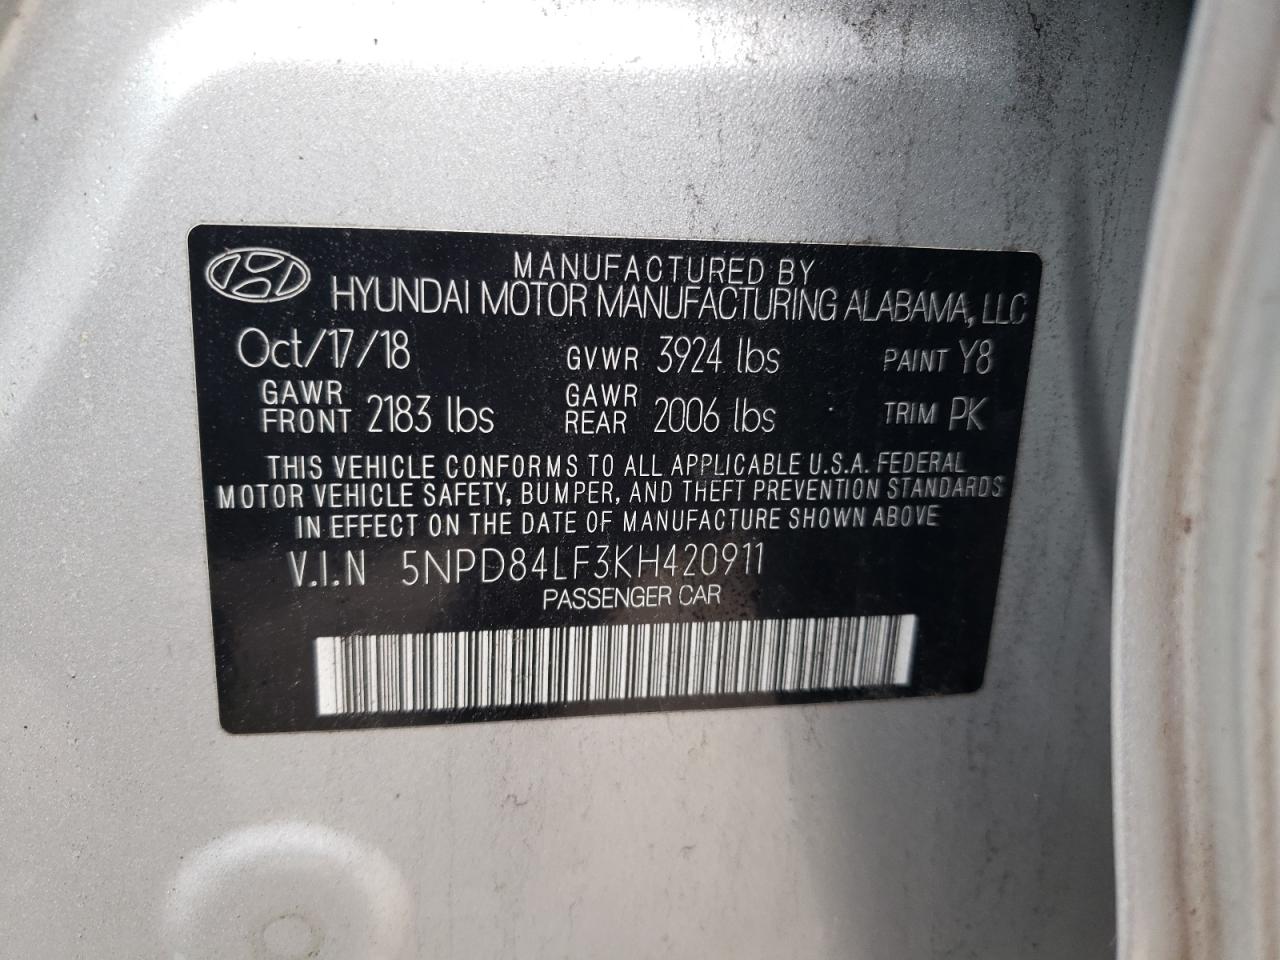 MANUFACTURED BY
HYUNDAI MOTOR MANUFACTURING ALABAMA, LLC
Oct/17/18 GVWR 3924 lbs PAINT Y8
GAWR FRONT 2183 lbs GAWR REAR 2006 lbs TRIM PK
THIS VEHICLE CONFORMS TO ALL APPLICABLE U.S.A. FEDERAL
MOTOR VEHICLE SAFETY, BUMPER, AND THEFT PREVENTION STANDARDS
IN EFFECT ON THE DATE OF MANUFACTURE SHOWN ABOVE
V.I.N 5NPD84LF3KH420911
PASSENGER CAR